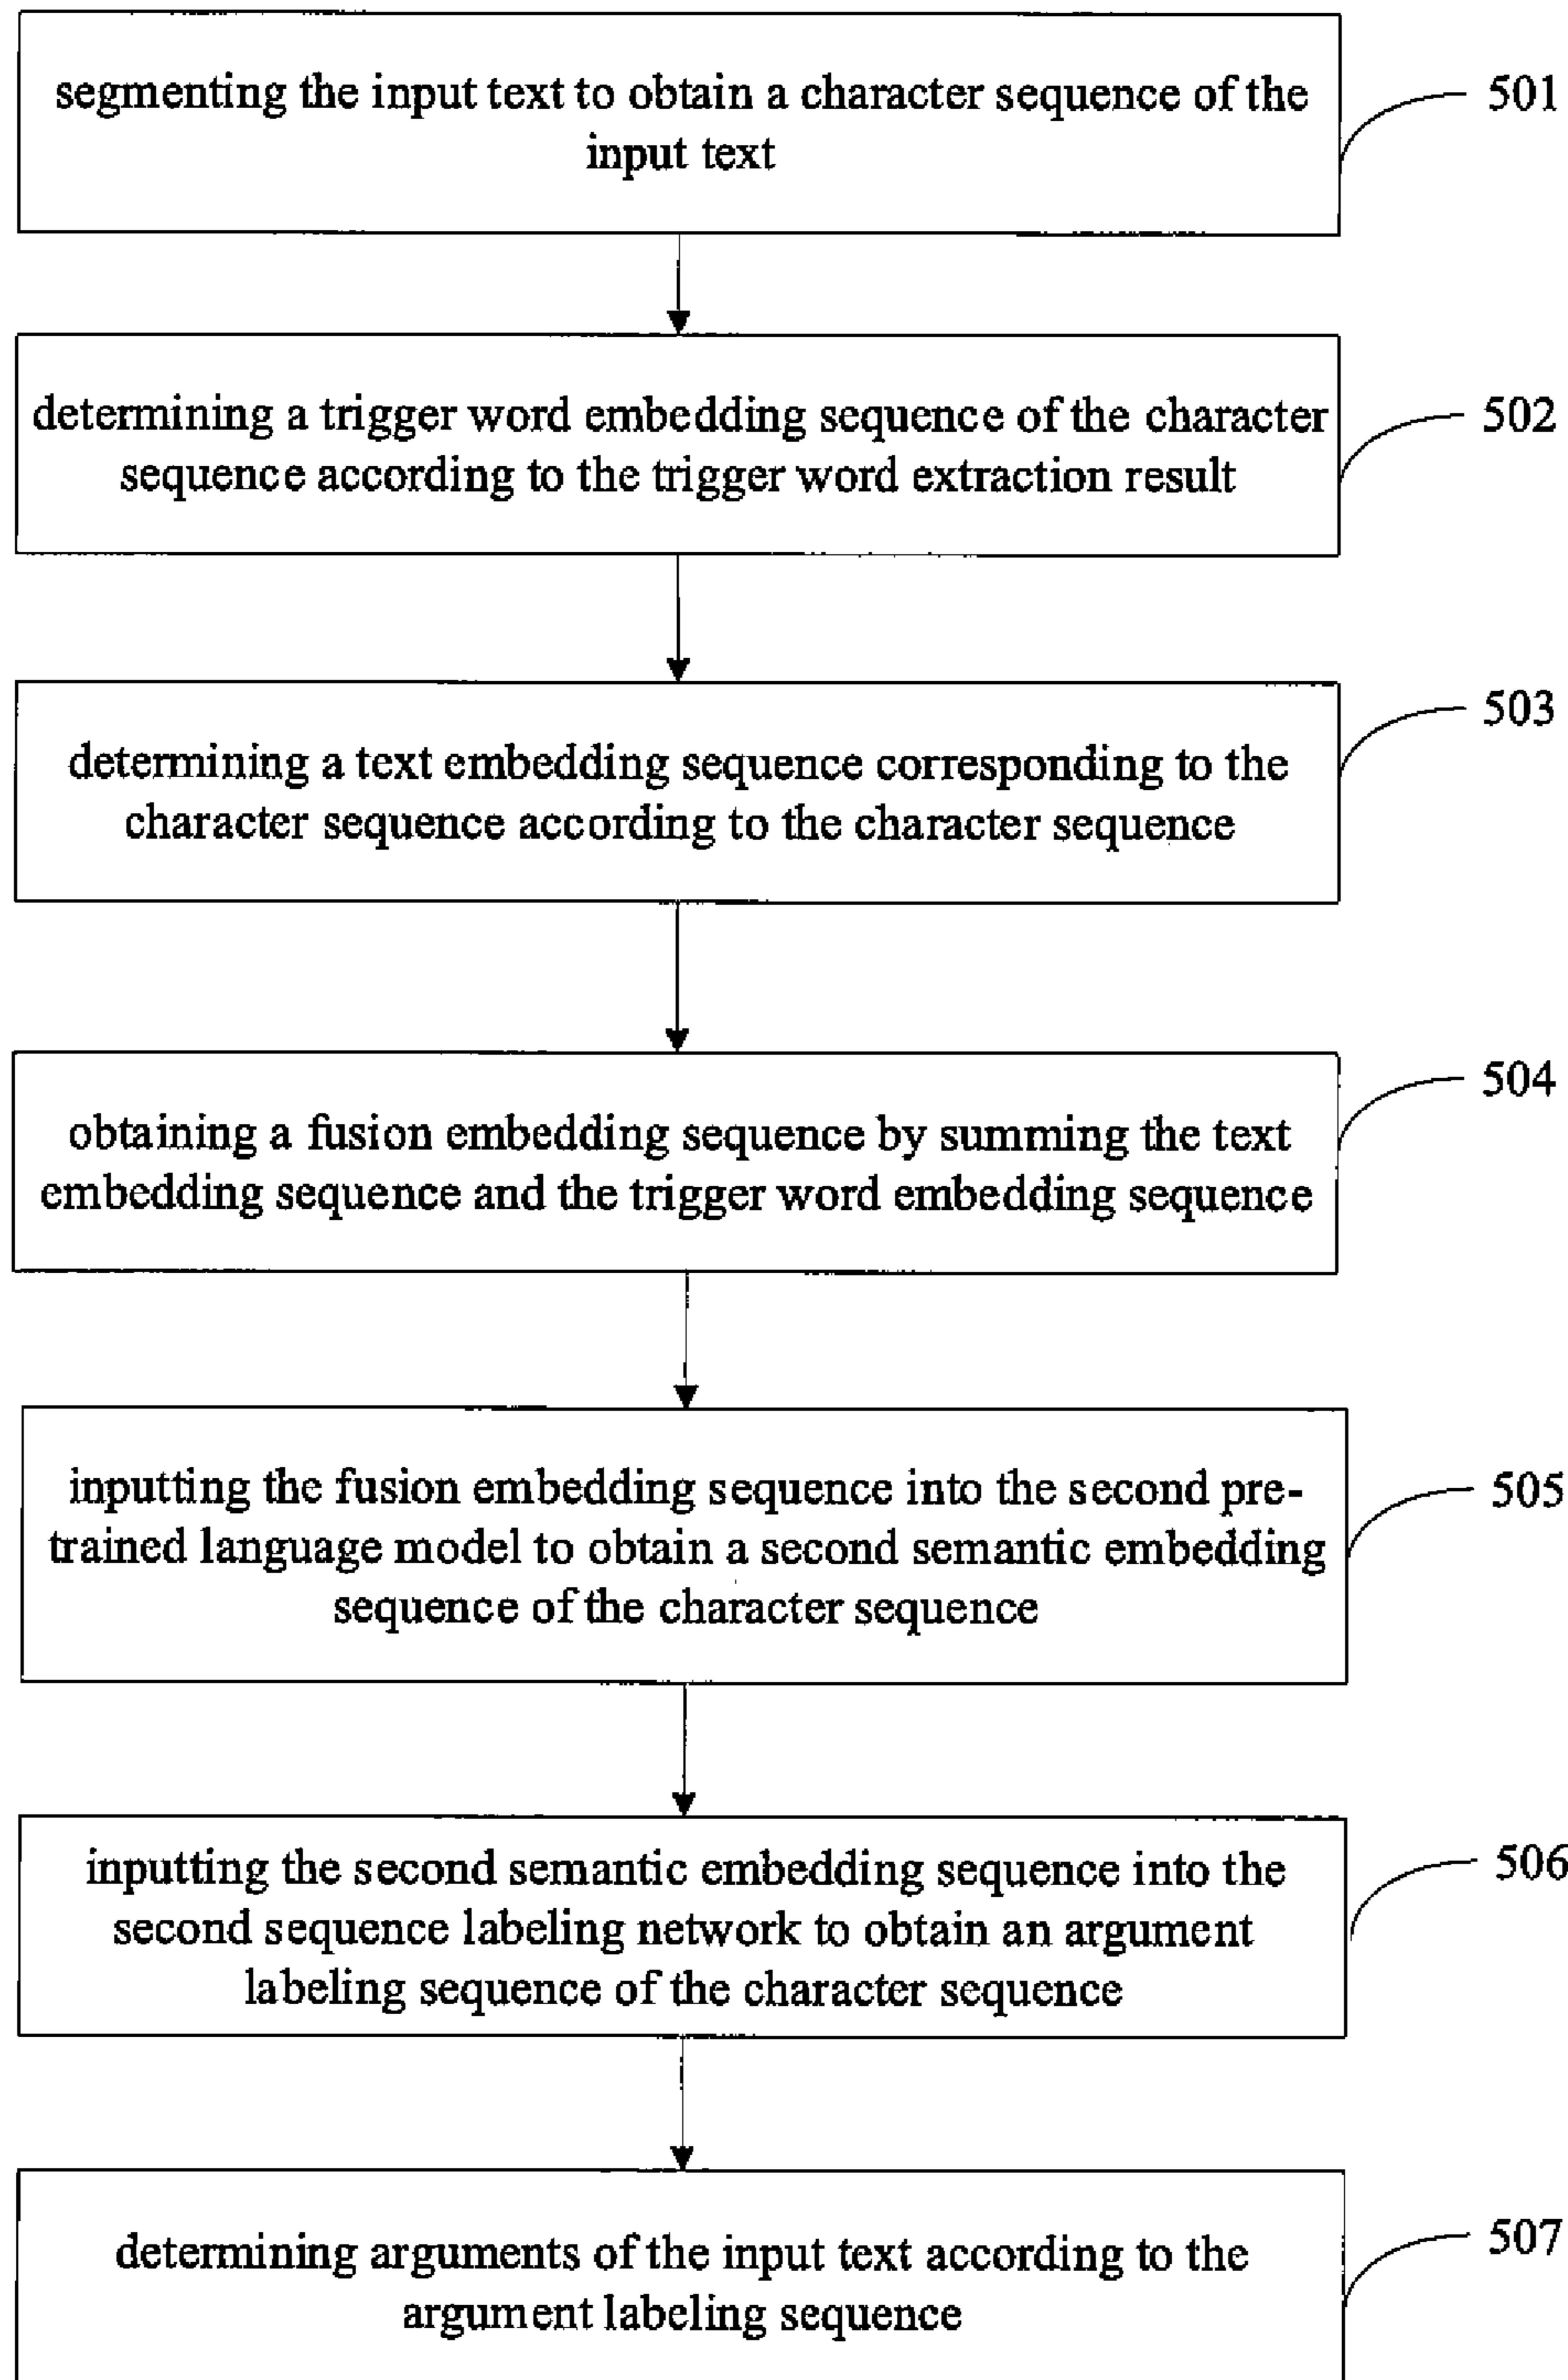 segmenting the input text to obtain a character sequence of the
input text
501
determining a trigger word embedding sequence of the character
sequence according to the trigger word extraction result
502
determining a text embedding sequence corresponding to the
character sequence according to the character sequence
503
obtaining a fusion embedding sequence by summing the text
embedding sequence and the trigger word embedding sequence
504
inputting the fusion embedding sequence into the second pre-
trained language model to obtain a second semantic embedding
sequence of the character sequence
505
inputting the second semantic embedding sequence into the
second sequence labeling network to obtain an argument
labeling sequence of the character sequence
506
determining arguments of the input text according to the
argument labeling sequence
507